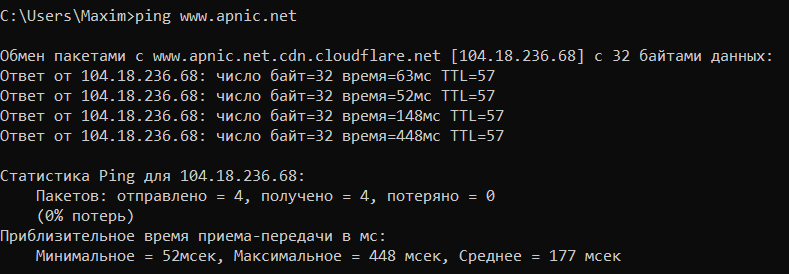 C:\Users\Maxim>ping www.apnic.net
Обмен пакетами с www.apnic.net.cdn.cloudflare.net [104.18.236.68] с 32 байтами данных:
Ответ от 104.18.236.68: число байт=32 время=63мс TTL=57
Ответ от 104.18.236.68: число байт=32 время=52мс TTL=57
Ответ от 104.18.236.68: число байт=32 время=148мс TTL=57
Ответ от 104.18.236.68: число байт=32 время=448мс TTL=57
Статистика Ping для 104.18.236.68:
Пакетов: отправлено = 4, получено = 4, потеряно = 0
(0% потерь)
Приблизительное время приема-передачи в мс:
Минимальное = 52мсек, Максимальное = 448 мсек, Среднее = 177 мсек